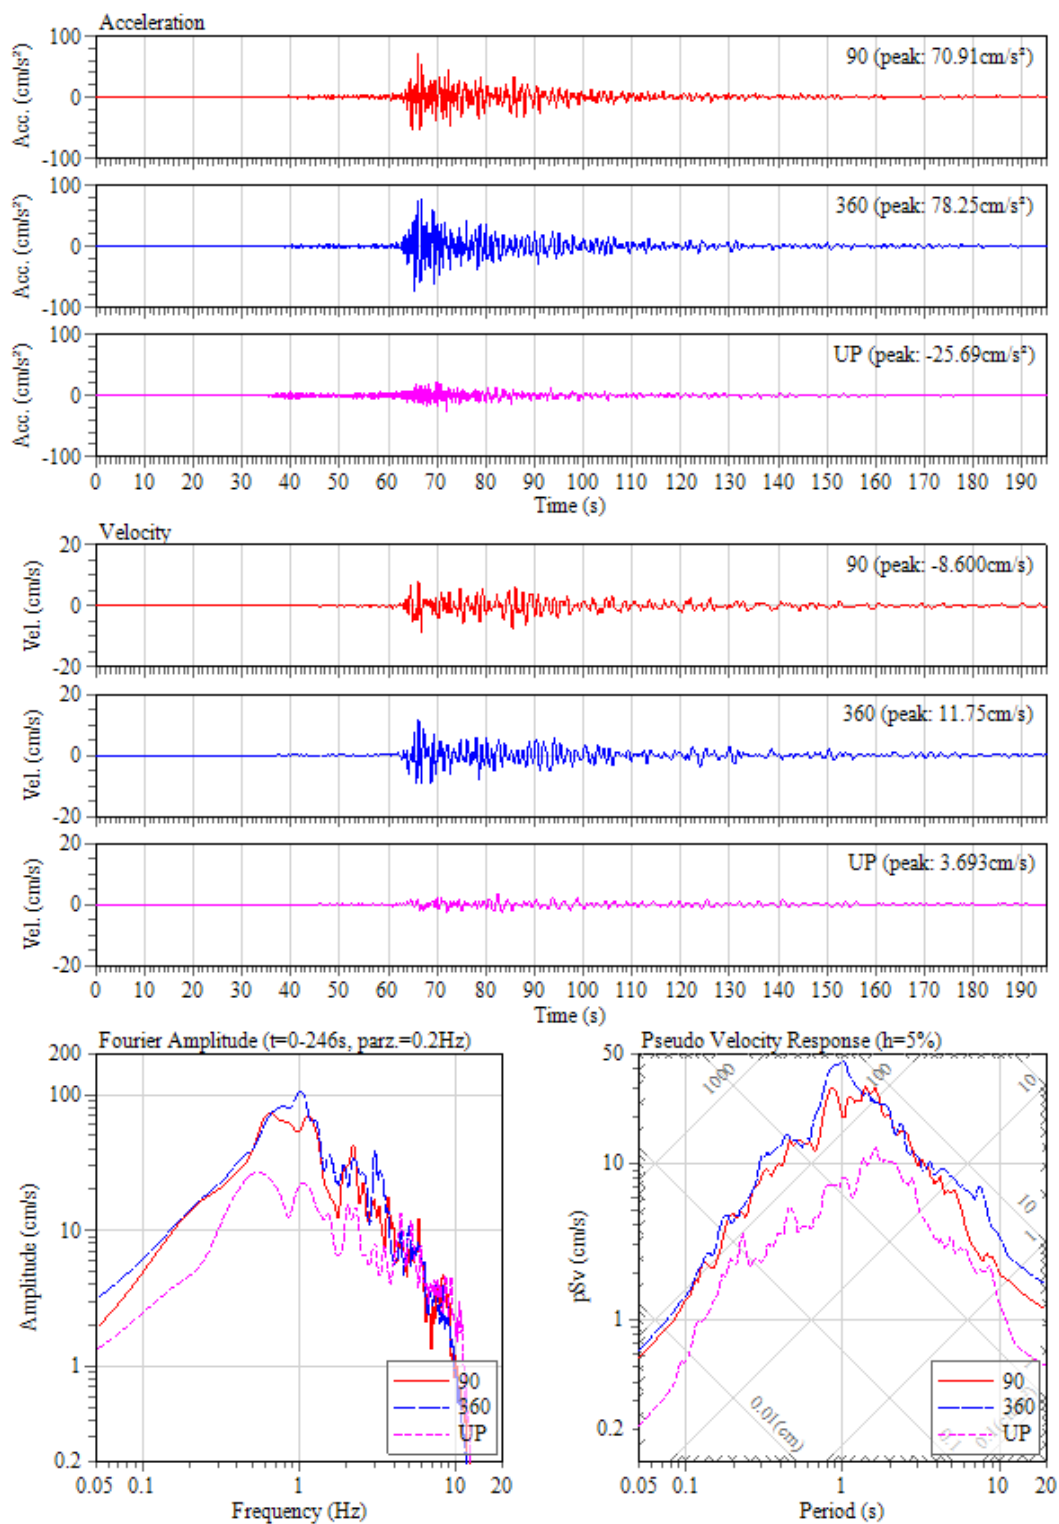 Acceleration
100
0
-100
Acc. (cm/s²)
90 (peak: 70.91cm/s²)
100
0
-100
Acc. (cm/s²)
360 (peak: 78.25cm/s²)
100
0
-100
Acc. (cm/s²)
UP (peak: -25.69cm/s²)
0 10 20 30 40 50 60 70 80 90 100 110 120 130 140 150 160 170 180 190
Time (s)
Velocity
20
0
-20
Vel. (cm/s)
90 (peak: -8.600cm/s)
20
0
-20
Vel. (cm/s)
360 (peak: 11.75cm/s)
20
0
-20
Vel. (cm/s)
UP (peak: 3.693cm/s)
0 10 20 30 40 50 60 70 80 90 100 110 120 130 140 150 160 170 180 190
Time (s)
Fourier Amplitude (t=0-246s, parz.=0.2Hz)
200
100
10
1
0.2
Amplitude (cm/s)
90
360
UP
0.05 0.1 1 10 20
Frequency (Hz)
Pseudo Velocity Response (h=5%)
50
10
1
0.2
pSv (cm/s)
1000
100
10
10
1
0.01(cm)
0.1
90
360
UP
0.05 0.1 1 10 20
Period (s)